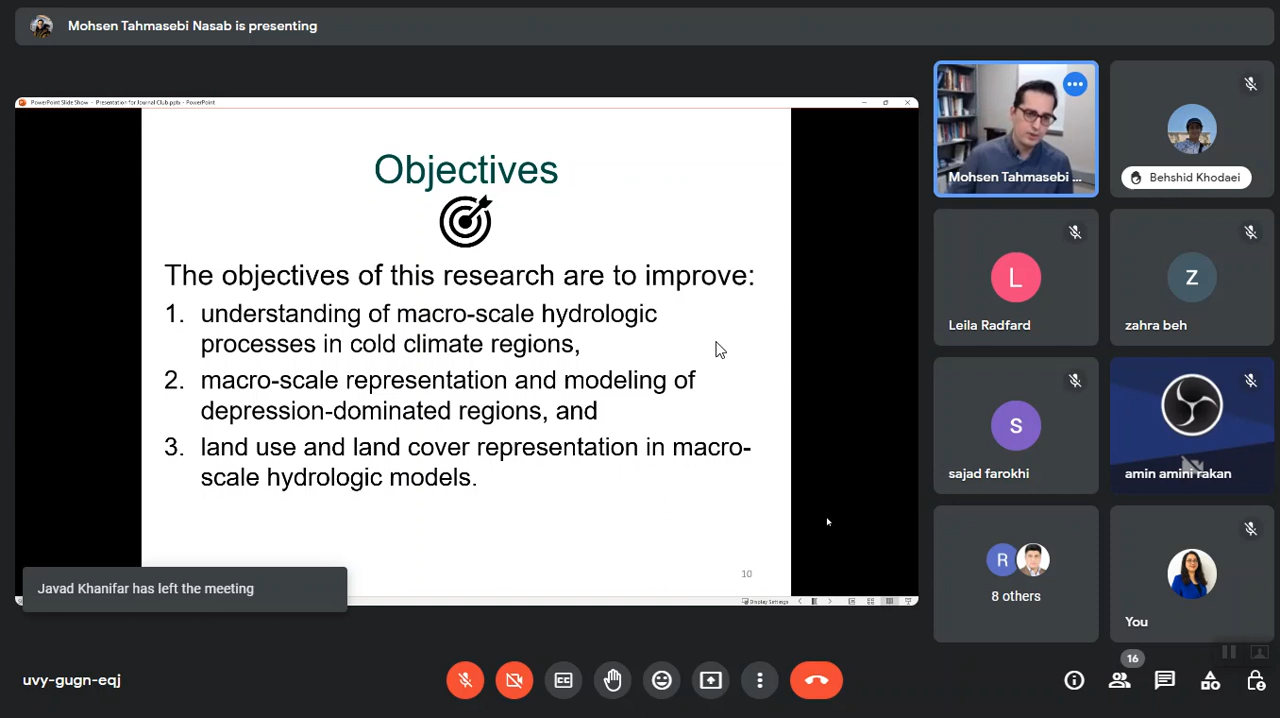 Mohsen Tahmasebi Nasab is presenting
PowerPoint Slide Show - Presentation for Journal Club.pptx - PowerPoint
Objectives
The objectives of this research are to improve:
1. understanding of macro-scale hydrologic
processes in cold climate regions,
2. macro-scale representation and modeling of
depression-dominated regions, and
3. land use and land cover representation in macro-
scale hydrologic models.
10
Display Settings
Javad Khanifar has left the meeting
Mohsen Tahmasebi ...
Behshid Khodaei
L
Leila Radfard
z
zahra beh
s
sajad farokhi
amin amini rakan
R
8 others
You
uvy-gugn-eqj
16